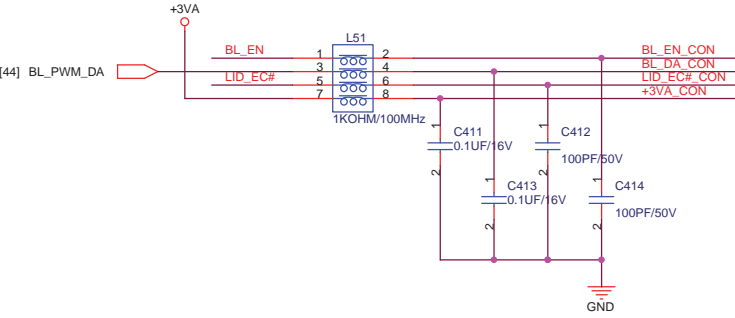 +3VA
L51
BL_EN 1 2 BL_EN_CON
[44] BL_PWM_DA 3 4 BL_DA_CON
LID_EC# 5 6 LID_EC#_CON
7 8 +3VA_CON
1KOHM/100MHz
1 C411 1 C412
0.1UF/16V
100PF/50V
2 2
1 C413 1 C414
0.1UF/16V
100PF/50V
2 2
GND